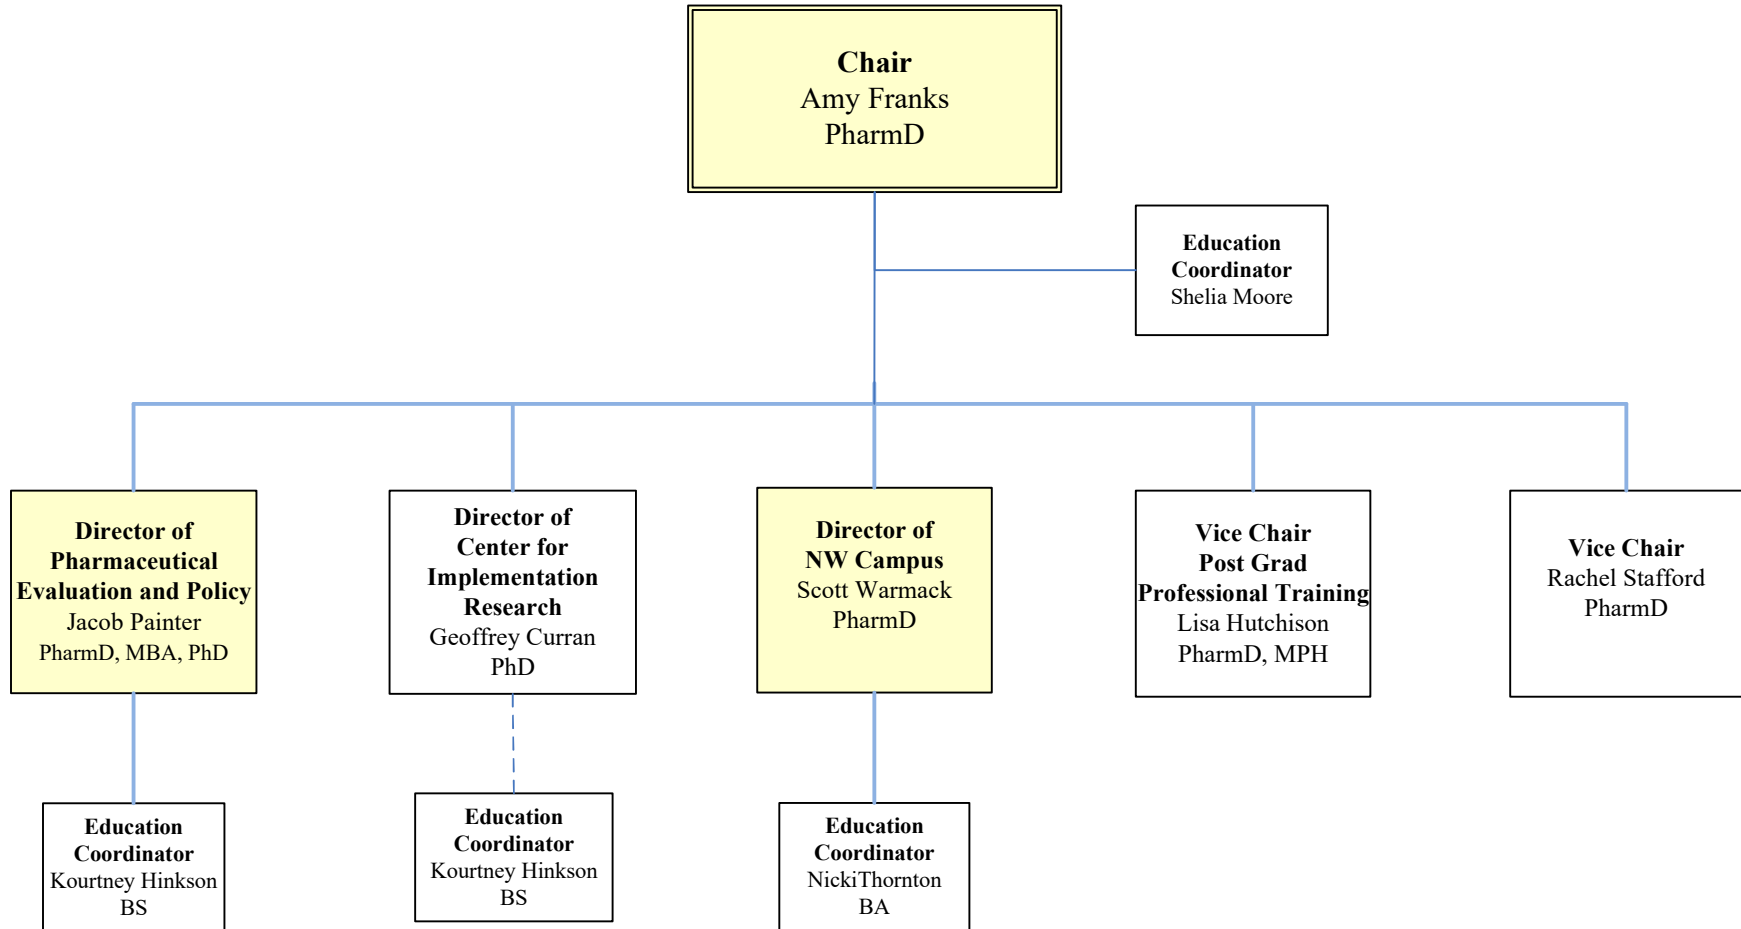 Chair
Amy Franks
PharmD
Education
Coordinator
Shelia Moore
Director of
Pharmaceutical
Evaluation and Policy
Jacob Painter
PharmD, MBA, PhD
Director of
Center for
Implementation
Research
Geoffrey Curran
PhD
Director of
NW Campus
Scott Warmack
PharmD
Vice Chair
Post Grad
Professional Training
Lisa Hutchison
PharmD, MPH
Vice Chair
Rachel Stafford
PharmD
Education
Coordinator
Kourtney Hinkson
BS
Education
Coordinator
Kourtney Hinkson
BS
Education
Coordinator
NickiThornton
BA